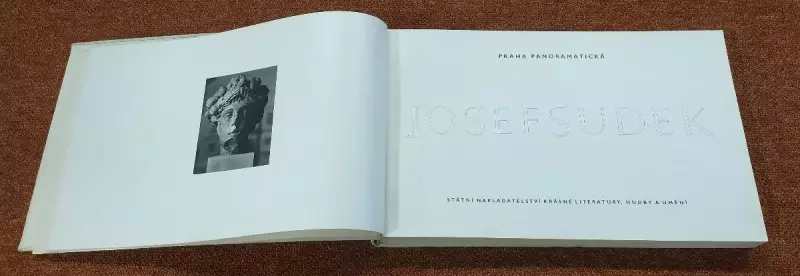 PRAHA PANORAMATICKÁ
JOSEF SUDEK
STÁTNÍ NAKLADATELSTVÍ KRÁSNÉ LITERATURY, HUDBY A UMĚNÍ